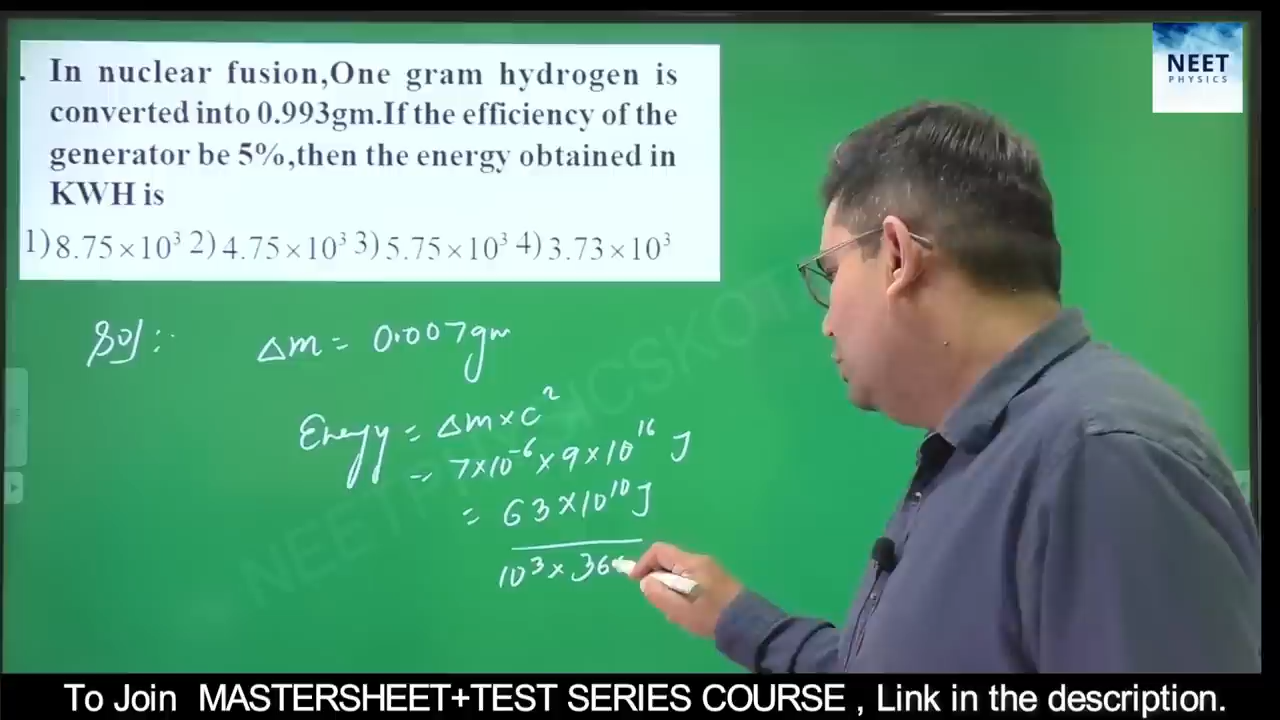 . In nuclear fusion,One gram hydrogen is
converted into 0.993gm.If the efficiency of the
generator be 5%,then the energy obtained in
KWH is
1)8.75×10³ 2)4.75×10³ 3)5.75×10³ 4)3.73×10³
NEET
PHYSICS
Sol:-
Δm = 0.007gm
Energy = Δm×c²
= 7×10⁻⁶×9×10¹⁶ J
= 63×10¹⁰J
10³×36
To Join MASTERSHEET+TEST SERIES COURSE , Link in the description.